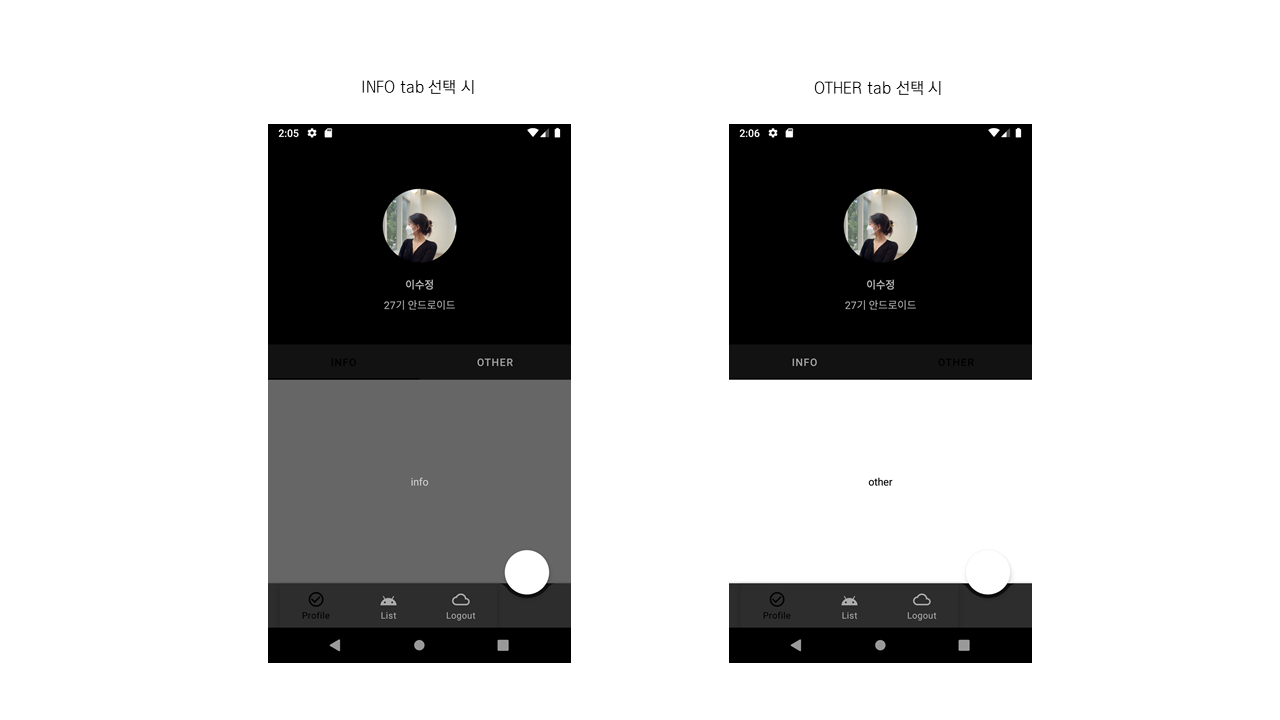 INFO tab 선택 시
OTHER tab 선택 시
2:05
이수정
27기 안드로이드
INFO OTHER
info
Profile List Logout
2:06
이수정
27기 안드로이드
INFO OTHER
other
Profile List Logout